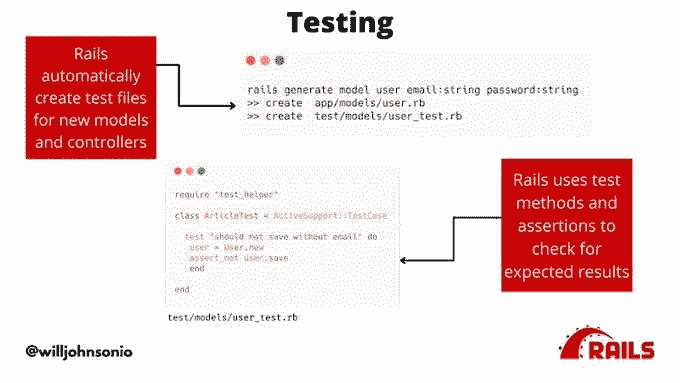 Testing
Rails
automatically
create test files
for new models
and controllers
rails generate model user email:string password:string
>> create app/models/user.rb
>> create test/models/user_test.rb
require "test_helper"
class ArticleTest = ActiveSupport::TestCase
test "should not save without email" do
user = User.new
assert_not user.save
end
end
test/models/user_test.rb
Rails uses test
methods and
assertions to
check for
expected results
@willjohnsonio
RAILS